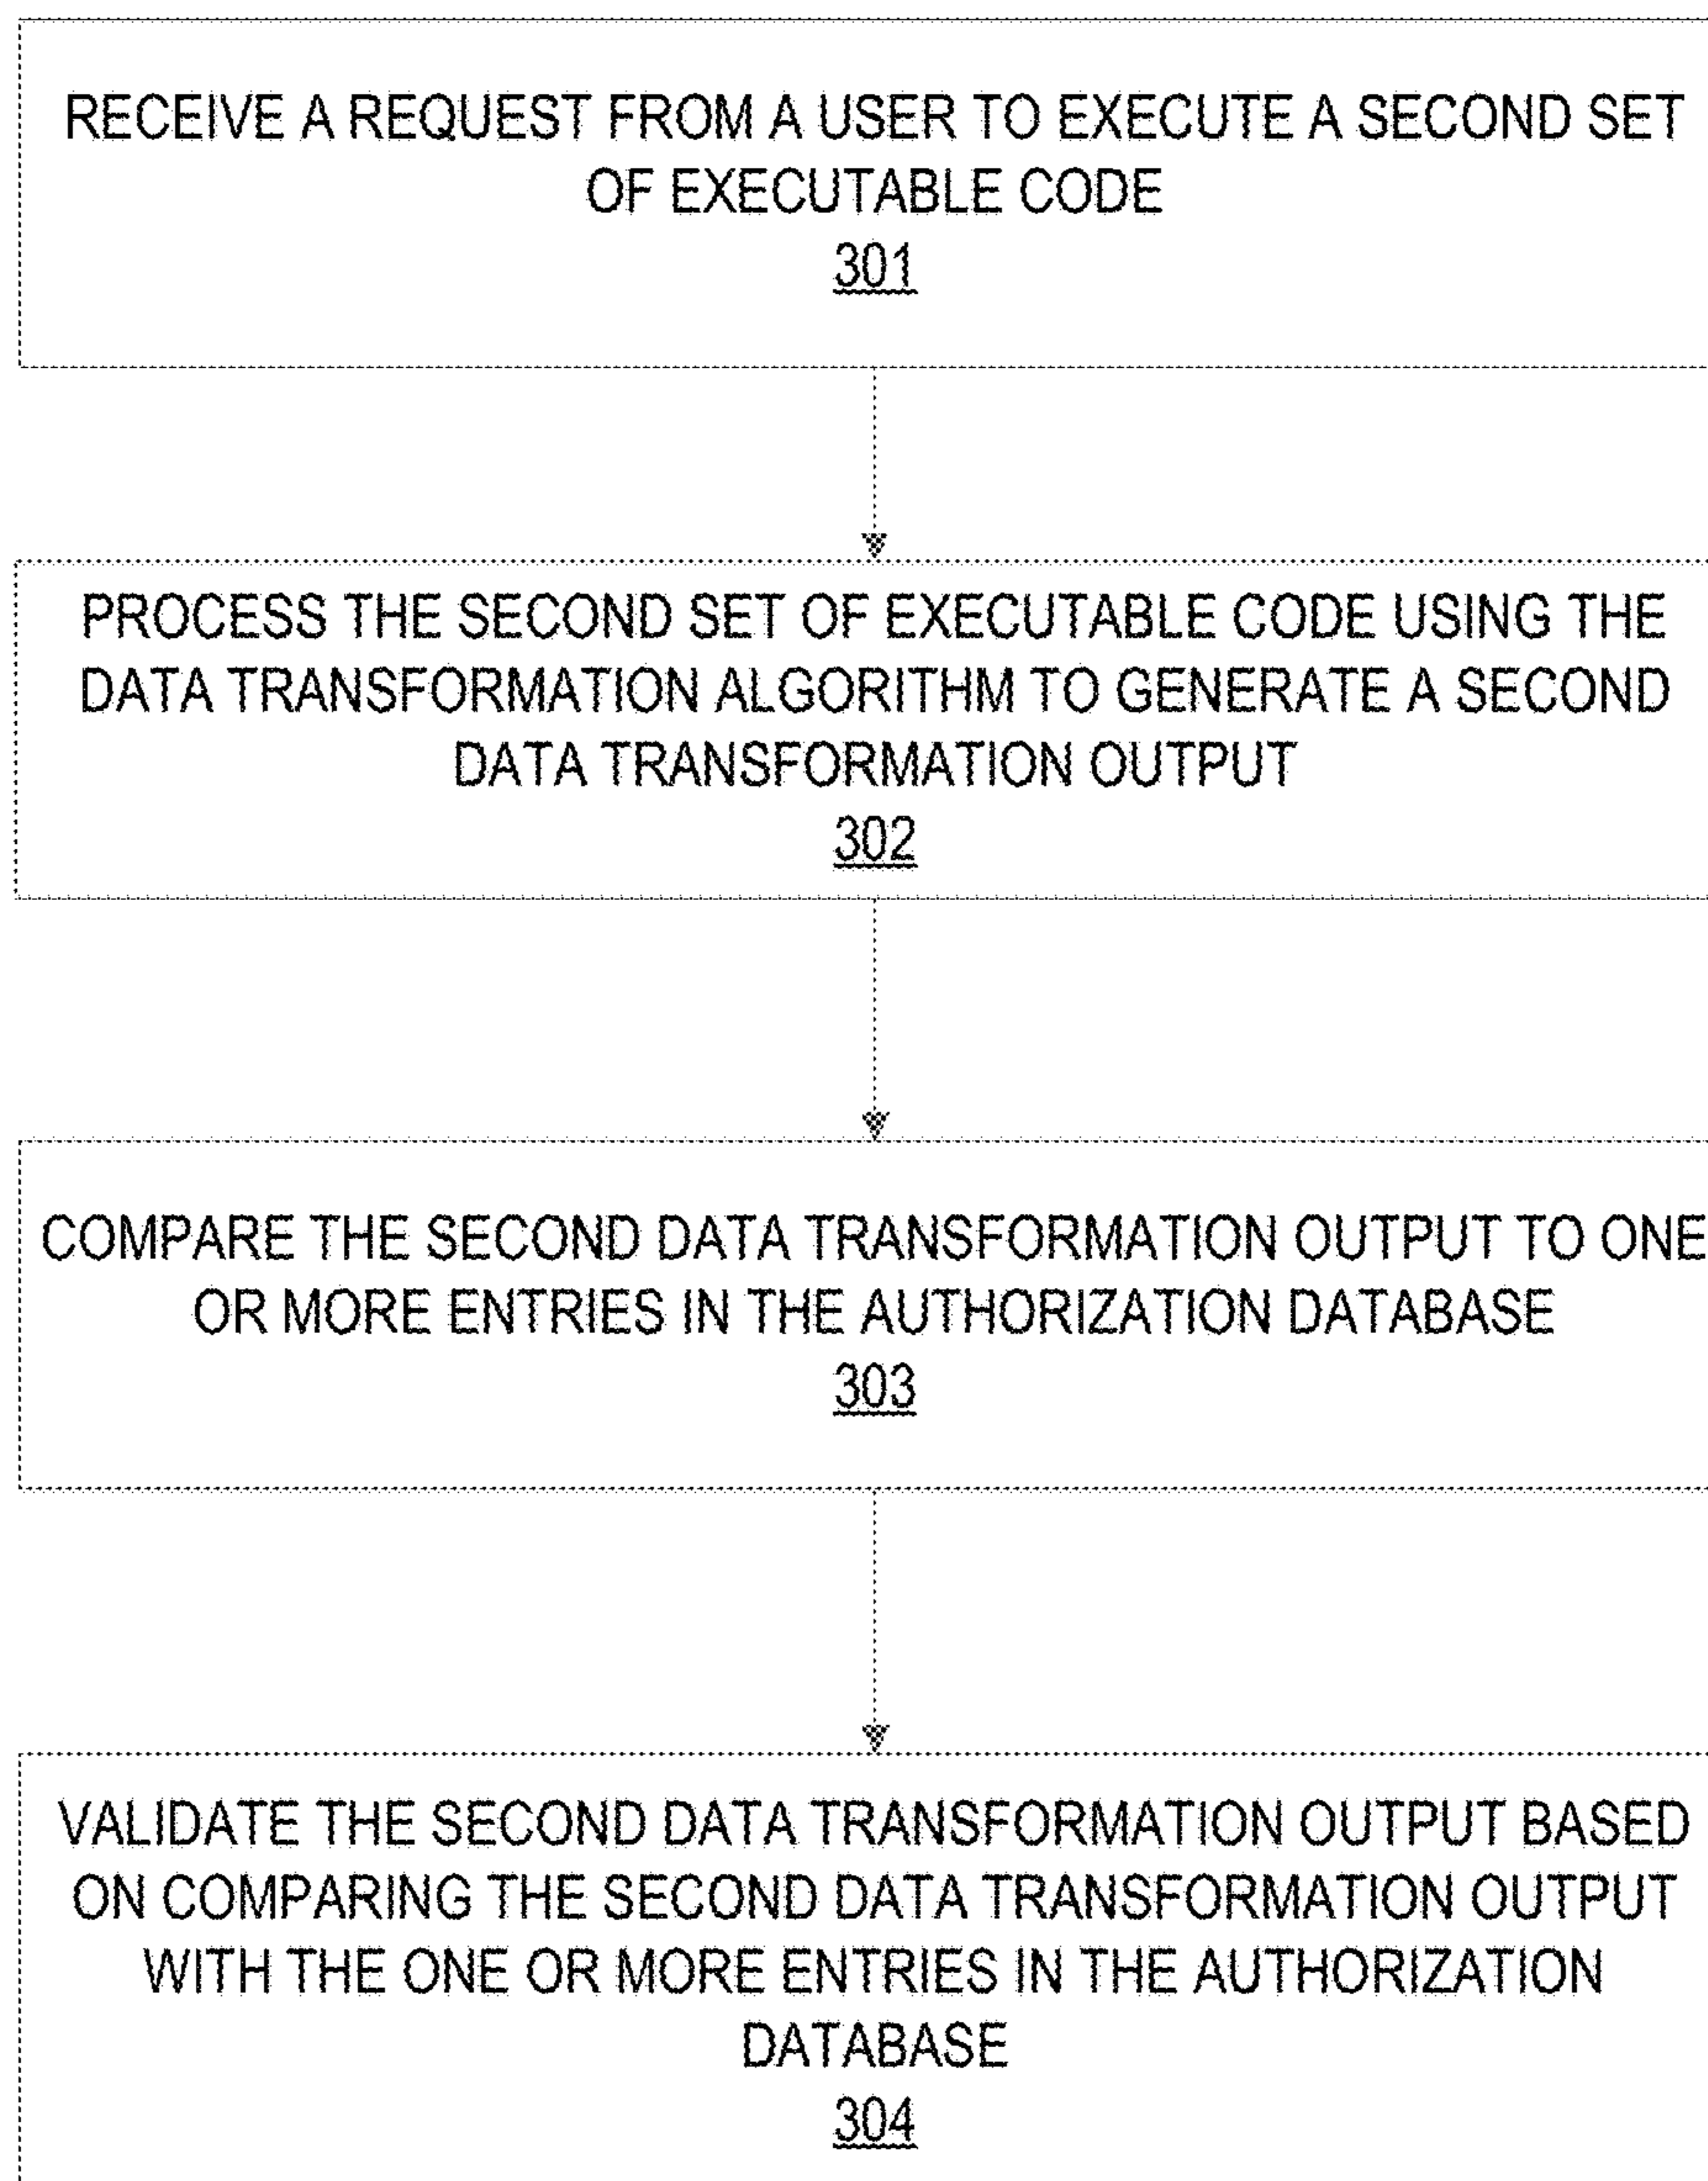 RECEIVE A REQUEST FROM A USER TO EXECUTE A SECOND SET
OF EXECUTABLE CODE
301
PROCESS THE SECOND SET OF EXECUTABLE CODE USING THE
DATA TRANSFORMATION ALGORITHM TO GENERATE A SECOND
DATA TRANSFORMATION OUTPUT
302
COMPARE THE SECOND DATA TRANSFORMATION OUTPUT TO ONE
OR MORE ENTRIES IN THE AUTHORIZATION DATABASE
303
VALIDATE THE SECOND DATA TRANSFORMATION OUTPUT BASED
ON COMPARING THE SECOND DATA TRANSFORMATION OUTPUT
WITH THE ONE OR MORE ENTRIES IN THE AUTHORIZATION
DATABASE
304